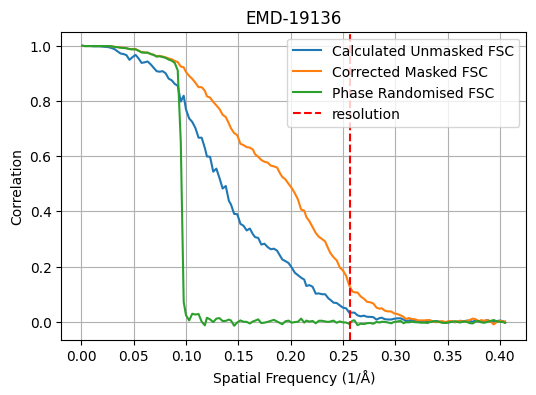 EMD-19136
Calculated Unmasked FSC
Corrected Masked FSC
Phase Randomised FSC
resolution
Correlation
1.0
0.8
0.6
0.4
0.2
0.0
0.00 0.05 0.10 0.15 0.20 0.25 0.30 0.35 0.40
Spatial Frequency (1/Å)